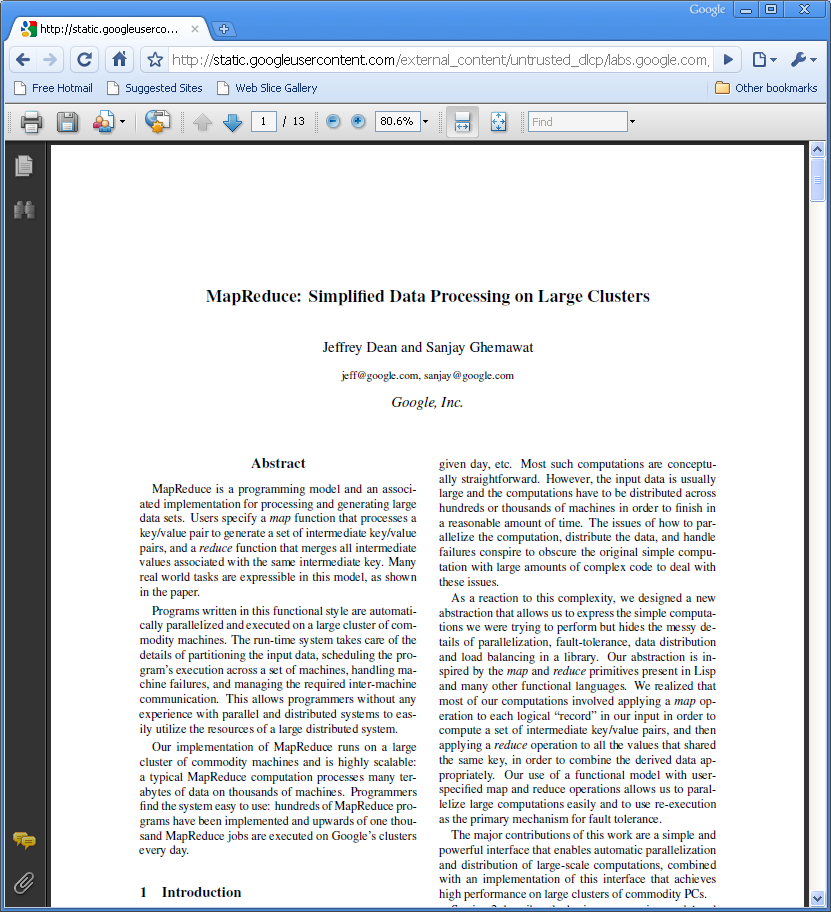 Google
http://static.googleuserco...
http://static.googleusercontent.com/external_content/untrusted_dlcp/labs.google.com
Free Hotmail
Suggested Sites
Web Slice Gallery
Other bookmarks
1 / 13
80.6%
Find
MapReduce: Simplified Data Processing on Large Clusters
Jeffrey Dean and Sanjay Ghemawat
jeff@google.com, sanjay@google.com
Google, Inc.
Abstract
MapReduce is a programming model and an associ-
ated implementation for processing and generating large
data sets. Users specify a map function that processes a
key/value pair to generate a set of intermediate key/value
pairs, and a reduce function that merges all intermediate
values associated with the same intermediate key. Many
real world tasks are expressible in this model, as shown
in the paper.
Programs written in this functional style are automati-
cally parallelized and executed on a large cluster of com-
modity machines. The run-time system takes care of the
details of partitioning the input data, scheduling the pro-
gram's execution across a set of machines, handling ma-
chine failures, and managing the required inter-machine
communication. This allows programmers without any
experience with parallel and distributed systems to eas-
ily utilize the resources of a large distributed system.
Our implementation of MapReduce runs on a large
cluster of commodity machines and is highly scalable:
a typical MapReduce computation processes many ter-
abytes of data on thousands of machines. Programmers
find the system easy to use: hundreds of MapReduce pro-
grams have been implemented and upwards of one thou-
sand MapReduce jobs are executed on Google's clusters
every day.
1 Introduction
given day, etc. Most such computations are conceptu-
ally straightforward. However, the input data is usually
large and the computations have to be distributed across
hundreds or thousands of machines in order to finish in
a reasonable amount of time. The issues of how to par-
allelize the computation, distribute the data, and handle
failures conspire to obscure the original simple compu-
tation with large amounts of complex code to deal with
these issues.
As a reaction to this complexity, we designed a new
abstraction that allows us to express the simple computa-
tions we were trying to perform but hides the messy de-
tails of parallelization, fault-tolerance, data distribution
and load balancing in a library. Our abstraction is in-
spired by the map and reduce primitives present in Lisp
and many other functional languages. We realized that
most of our computations involved applying a map op-
eration to each logical “record” in our input in order to
compute a set of intermediate key/value pairs, and then
applying a reduce operation to all the values that shared
the same key, in order to combine the derived data ap-
propriately. Our use of a functional model with user-
specified map and reduce operations allows us to paral-
lelize large computations easily and to use re-execution
as the primary mechanism for fault tolerance.
The major contributions of this work are a simple and
powerful interface that enables automatic parallelization
and distribution of large-scale computations, combined
with an implementation of this interface that achieves
high performance on large clusters of commodity PCs.